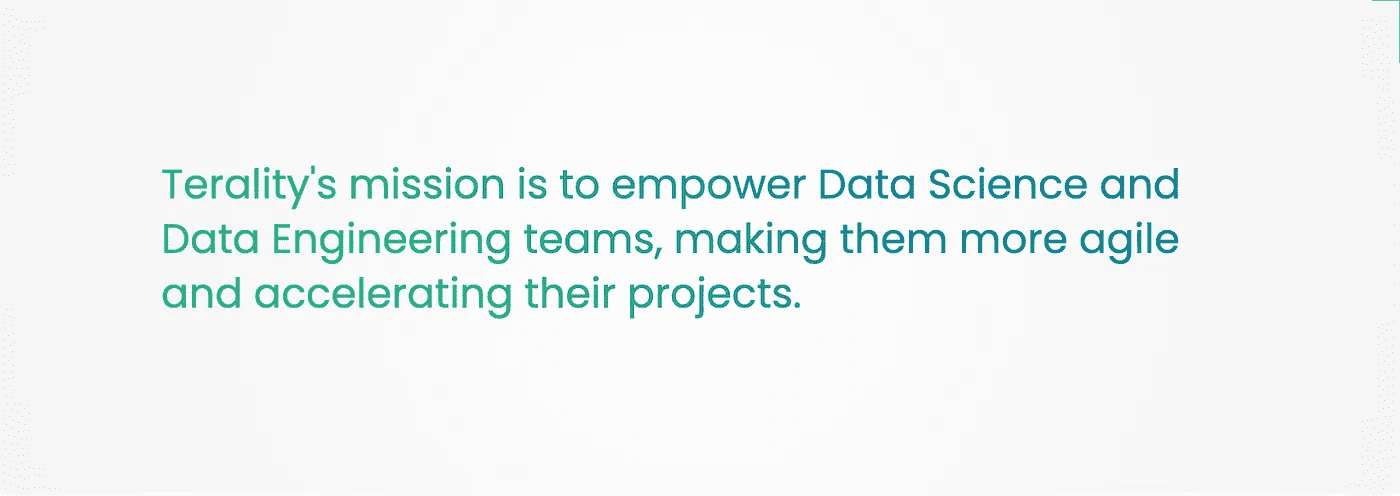 Terality's mission is to empower Data Science and
Data Engineering teams, making them more agile
and accelerating their projects.